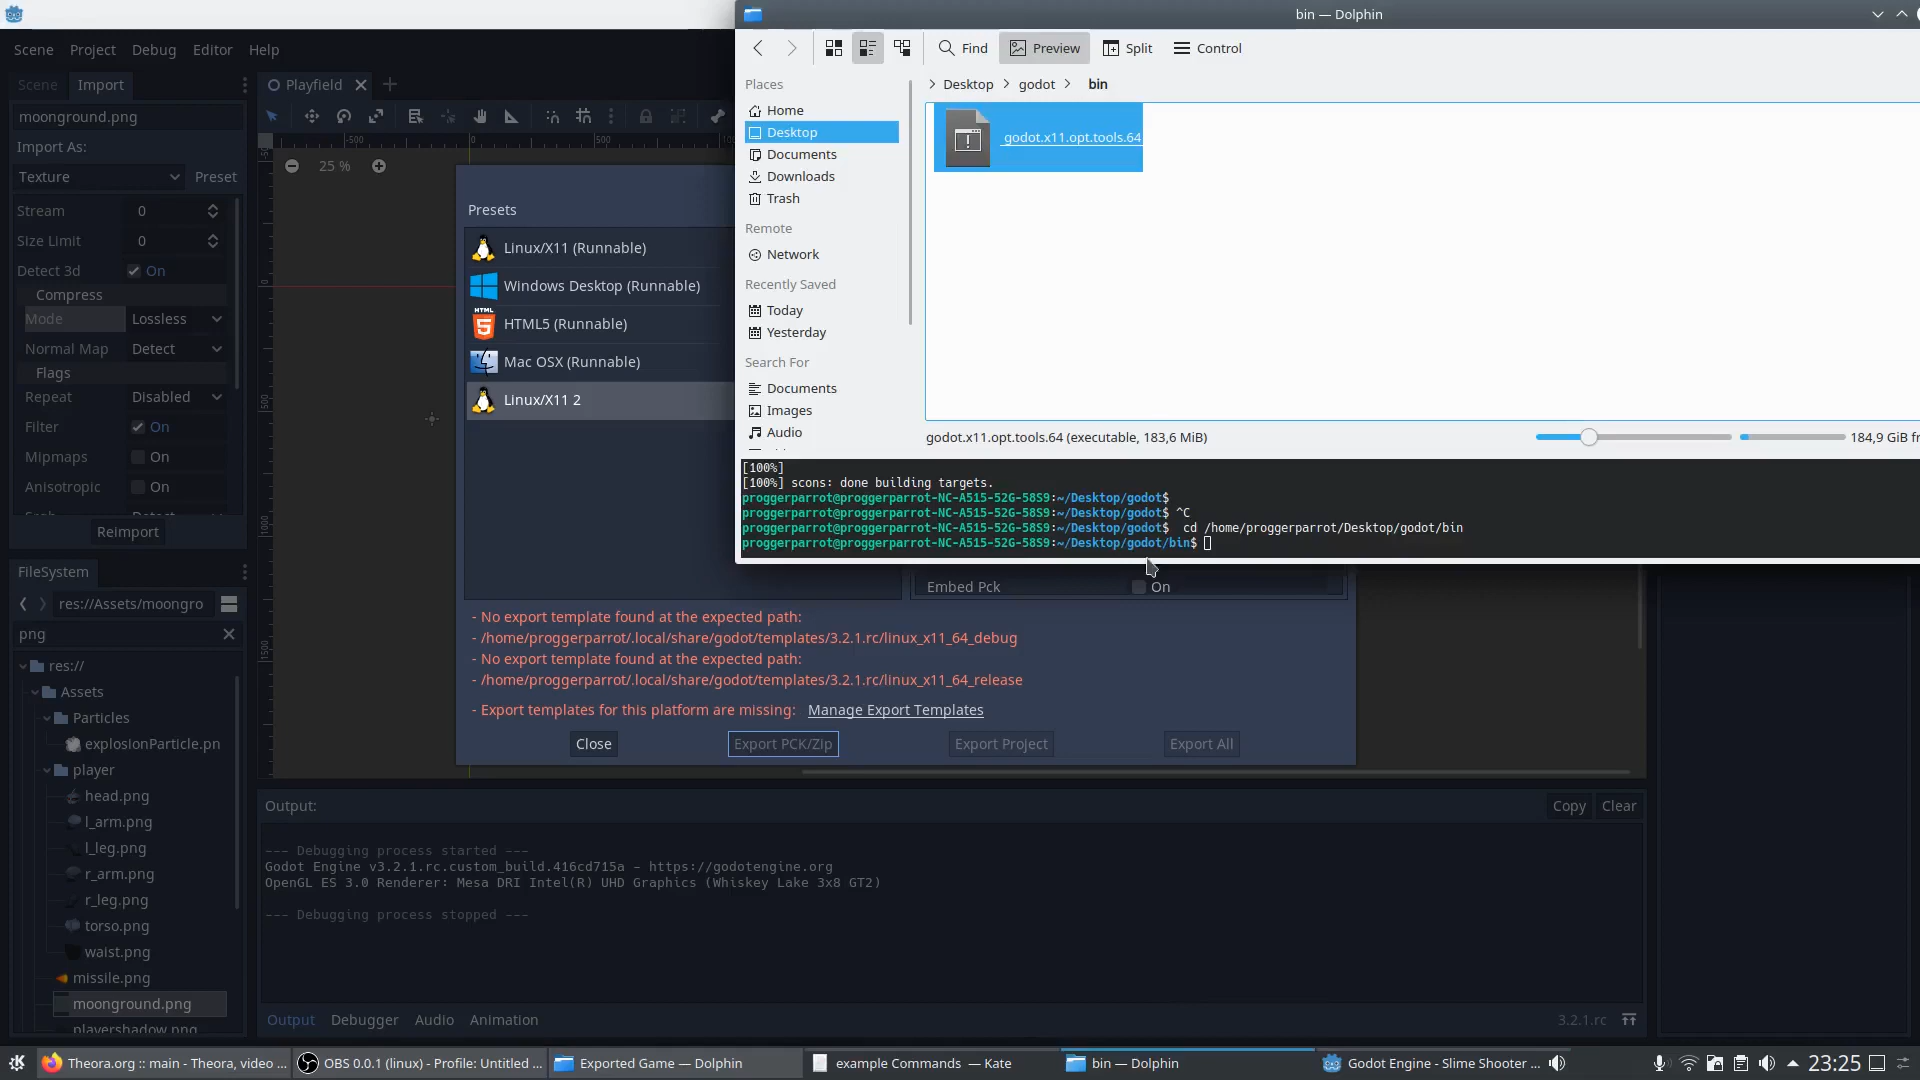 bin — Dolphin
Scene Project Debug Editor Help
Find Preview Split Control
Scene Import
Playfield
Places
Desktop godot bin
moonground.png
Home
godot.x11.opt.tools.64
Import As:
Desktop
Texture Preset
25 %
-500 0 500
Documents
Downloads
Trash
Stream 0
Presets
Remote
Size Limit 0
Linux/X11 (Runnable)
Network
Detect 3d On
Windows Desktop (Runnable)
Recently Saved
Compress
Today
Mode Lossless
HTML5 (Runnable)
Yesterday
Normal Map Detect
Mac OSX (Runnable)
Search For
Flags
Documents
Repeat Disabled
Linux/X11 2
Images
Filter On
Audio
godot.x11.opt.tools.64 (executable, 183,6 MiB) 184,9 GiB fr
Mipmaps On
Anisotropic On
[100%]
[100%] scons: done building targets.
proggerparrot@proggerparrot-NC-A515-52G-58S9:~/Desktop/godot$
proggerparrot@proggerparrot-NC-A515-52G-58S9:~/Desktop/godot$ ^C
proggerparrot@proggerparrot-NC-A515-52G-58S9:~/Desktop/godot$ cd /home/proggerparrot/Desktop/godot/bin
proggerparrot@proggerparrot-NC-A515-52G-58S9:~/Desktop/godot/bin$
Reimport
Embed Pck On
- No export template found at the expected path:
- /home/proggerparrot/.local/share/godot/templates/3.2.1.rc/linux_x11_64_debug
- No export template found at the expected path:
- /home/proggerparrot/.local/share/godot/templates/3.2.1.rc/linux_x11_64_release
- Export templates for this platform are missing: Manage Export Templates
Close Export PCK/Zip Export Project Export All
FileSystem
res://Assets/moongro
png
res://
Assets
Particles
explosionParticle.pn
player
head.png
l_arm.png
l_leg.png
r_arm.png
r_leg.png
torso.png
waist.png
missile.png
moonground.png
playershadow.png
Output: Copy Clear
--- Debugging process started ---
Godot Engine v3.2.1.rc.custom_build.416cd715a - https://godotengine.org
OpenGL ES 3.0 Renderer: Mesa DRI Intel(R) UHD Graphics (Whiskey Lake 3x8 GT2)
--- Debugging process stopped ---
Output Debugger Audio Animation 3.2.1.rc
Theora.org :: main - Theora, video ... OBS 0.0.1 (linux) - Profile: Untitled ... Exported Game — Dolphin example Commands — Kate bin — Dolphin Godot Engine - Slime Shooter ... 23:25